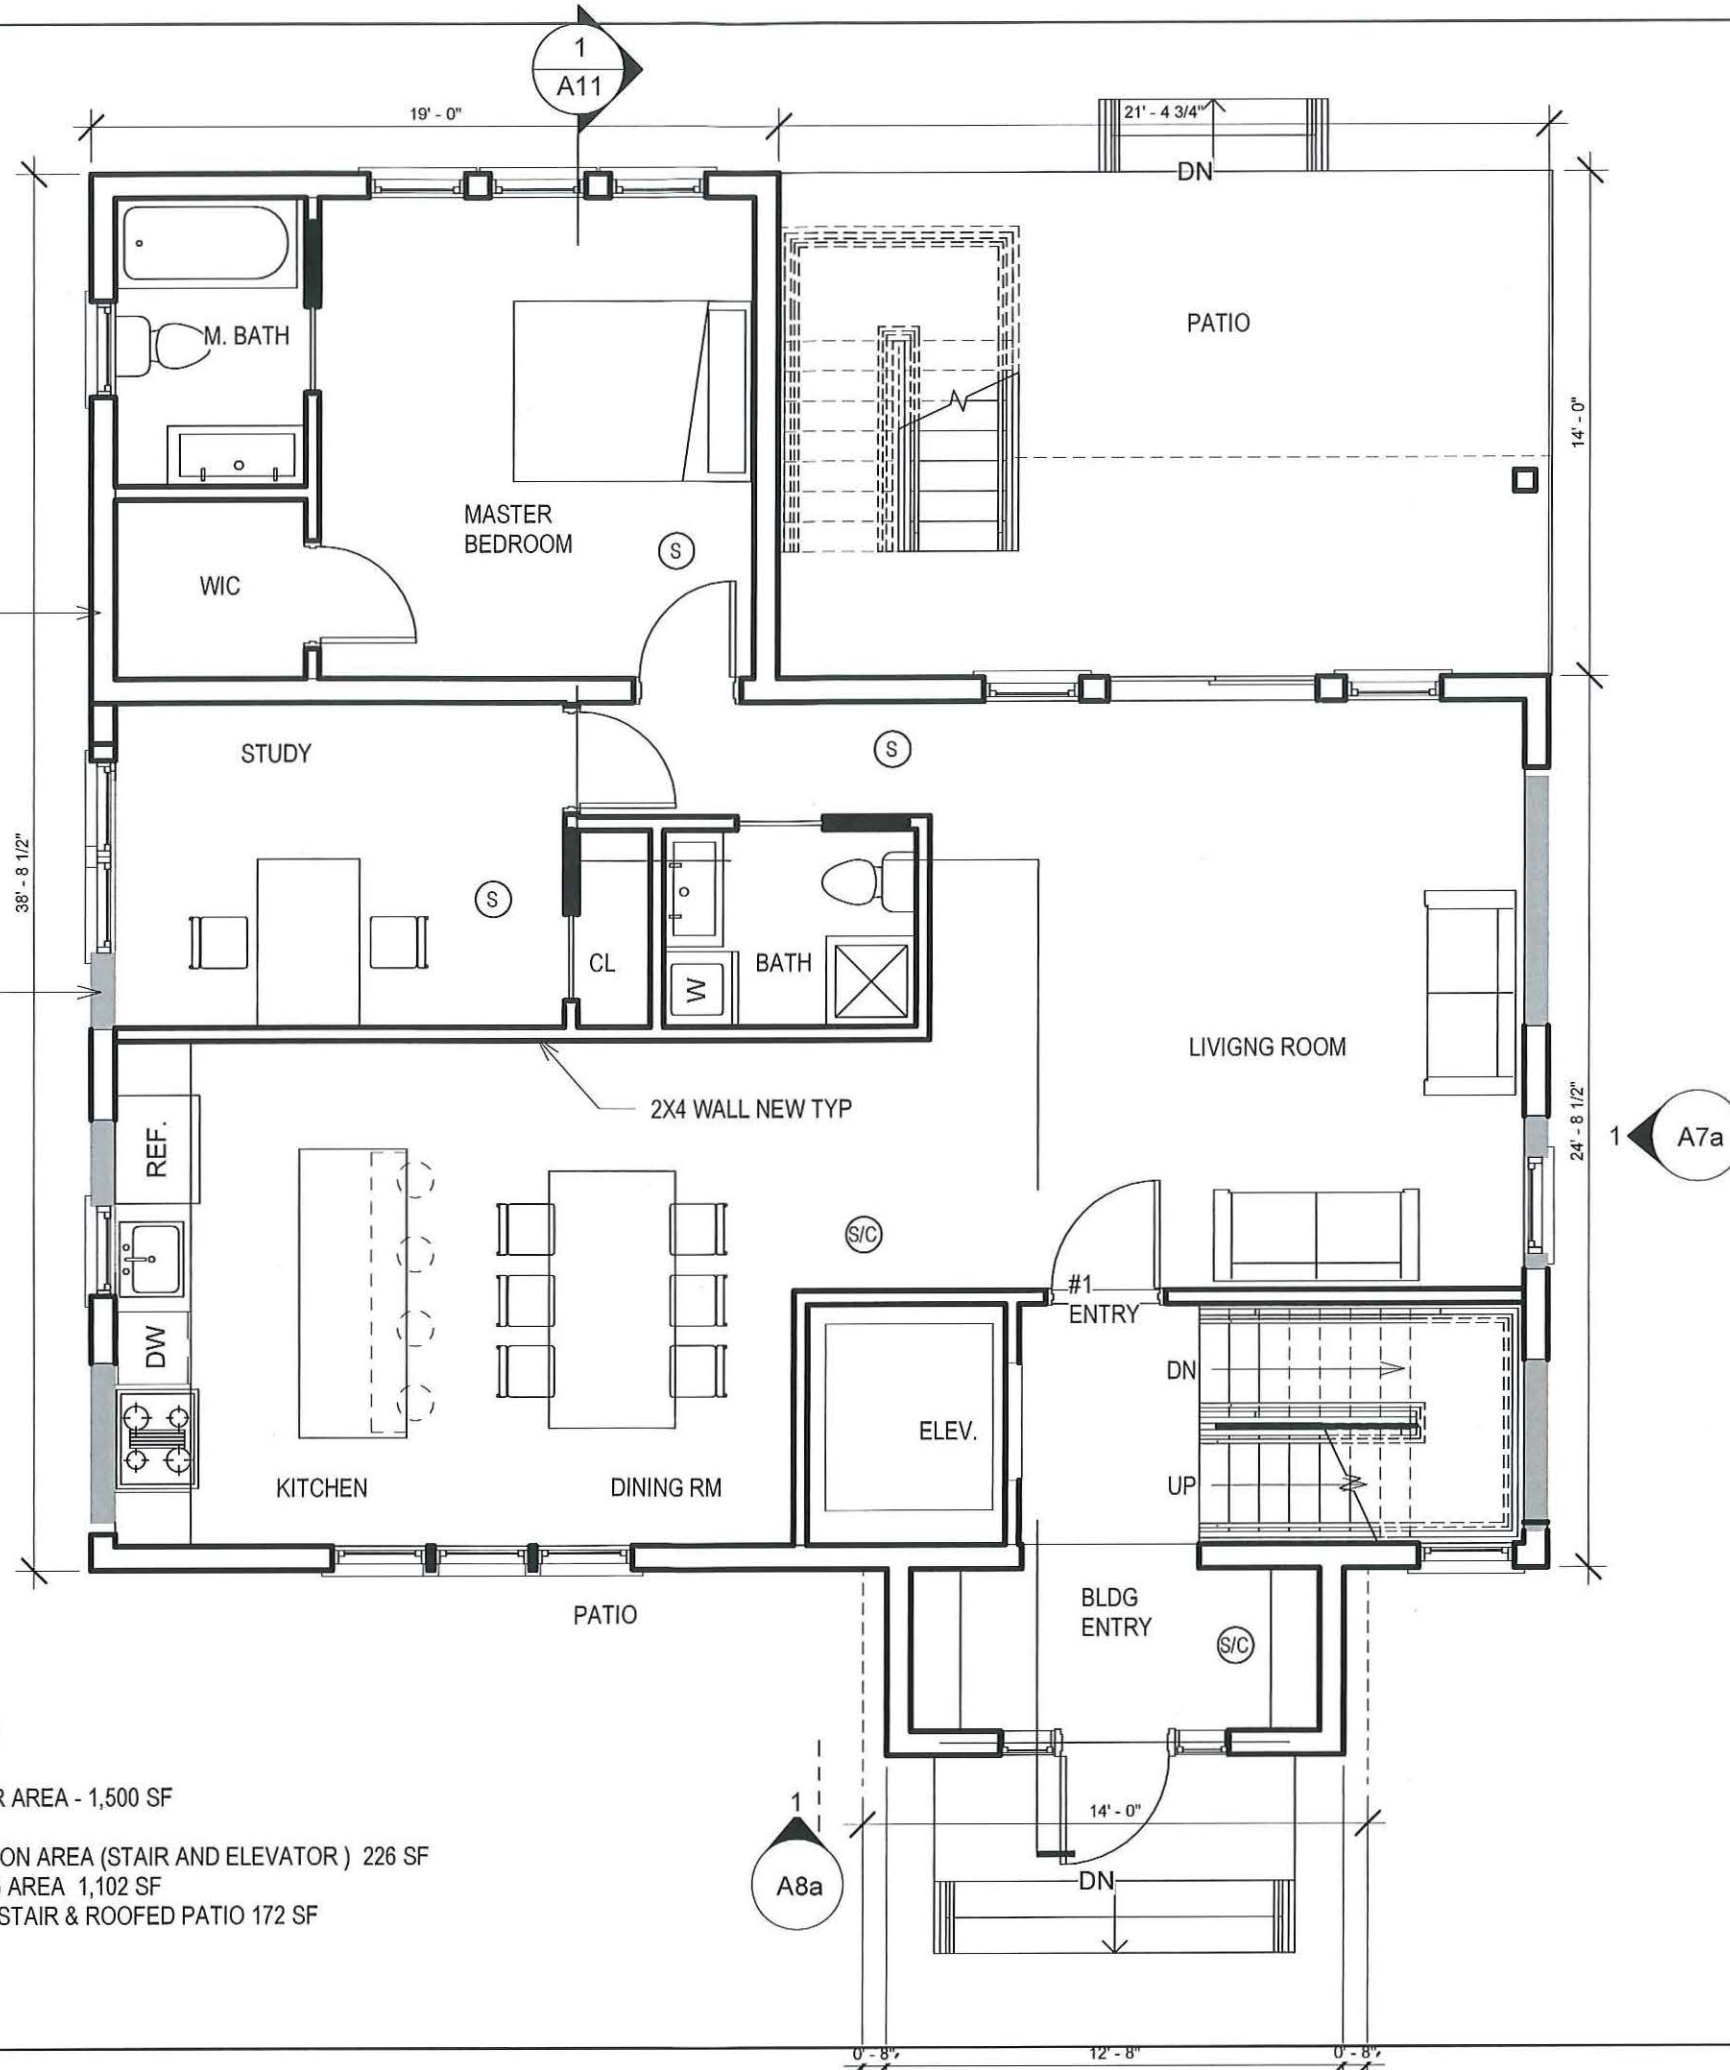 1
A11
19' - 0"
21' - 4 3/4"
DN
M. BATH
PATIO
14' - 0"
MASTER
BEDROOM
S
WIC
STUDY
S
38' - 8 1/2"
S
CL
W
BATH
LIVIGNG ROOM
2X4 WALL NEW TYP
24' - 8 1/2"
1
A7a
REF.
S/C
#1
ENTRY
DW
DN
ELEV.
UP
KITCHEN
DINING RM
PATIO
BLDG
ENTRY
S/C
R AREA - 1,500 SF
ON AREA (STAIR AND ELEVATOR ) 226 SF
AREA 1,102 SF
STAIR & ROOFED PATIO 172 SF
1
A8a
14' - 0"
DN
0' - 8"
12' - 8"
0' - 8"